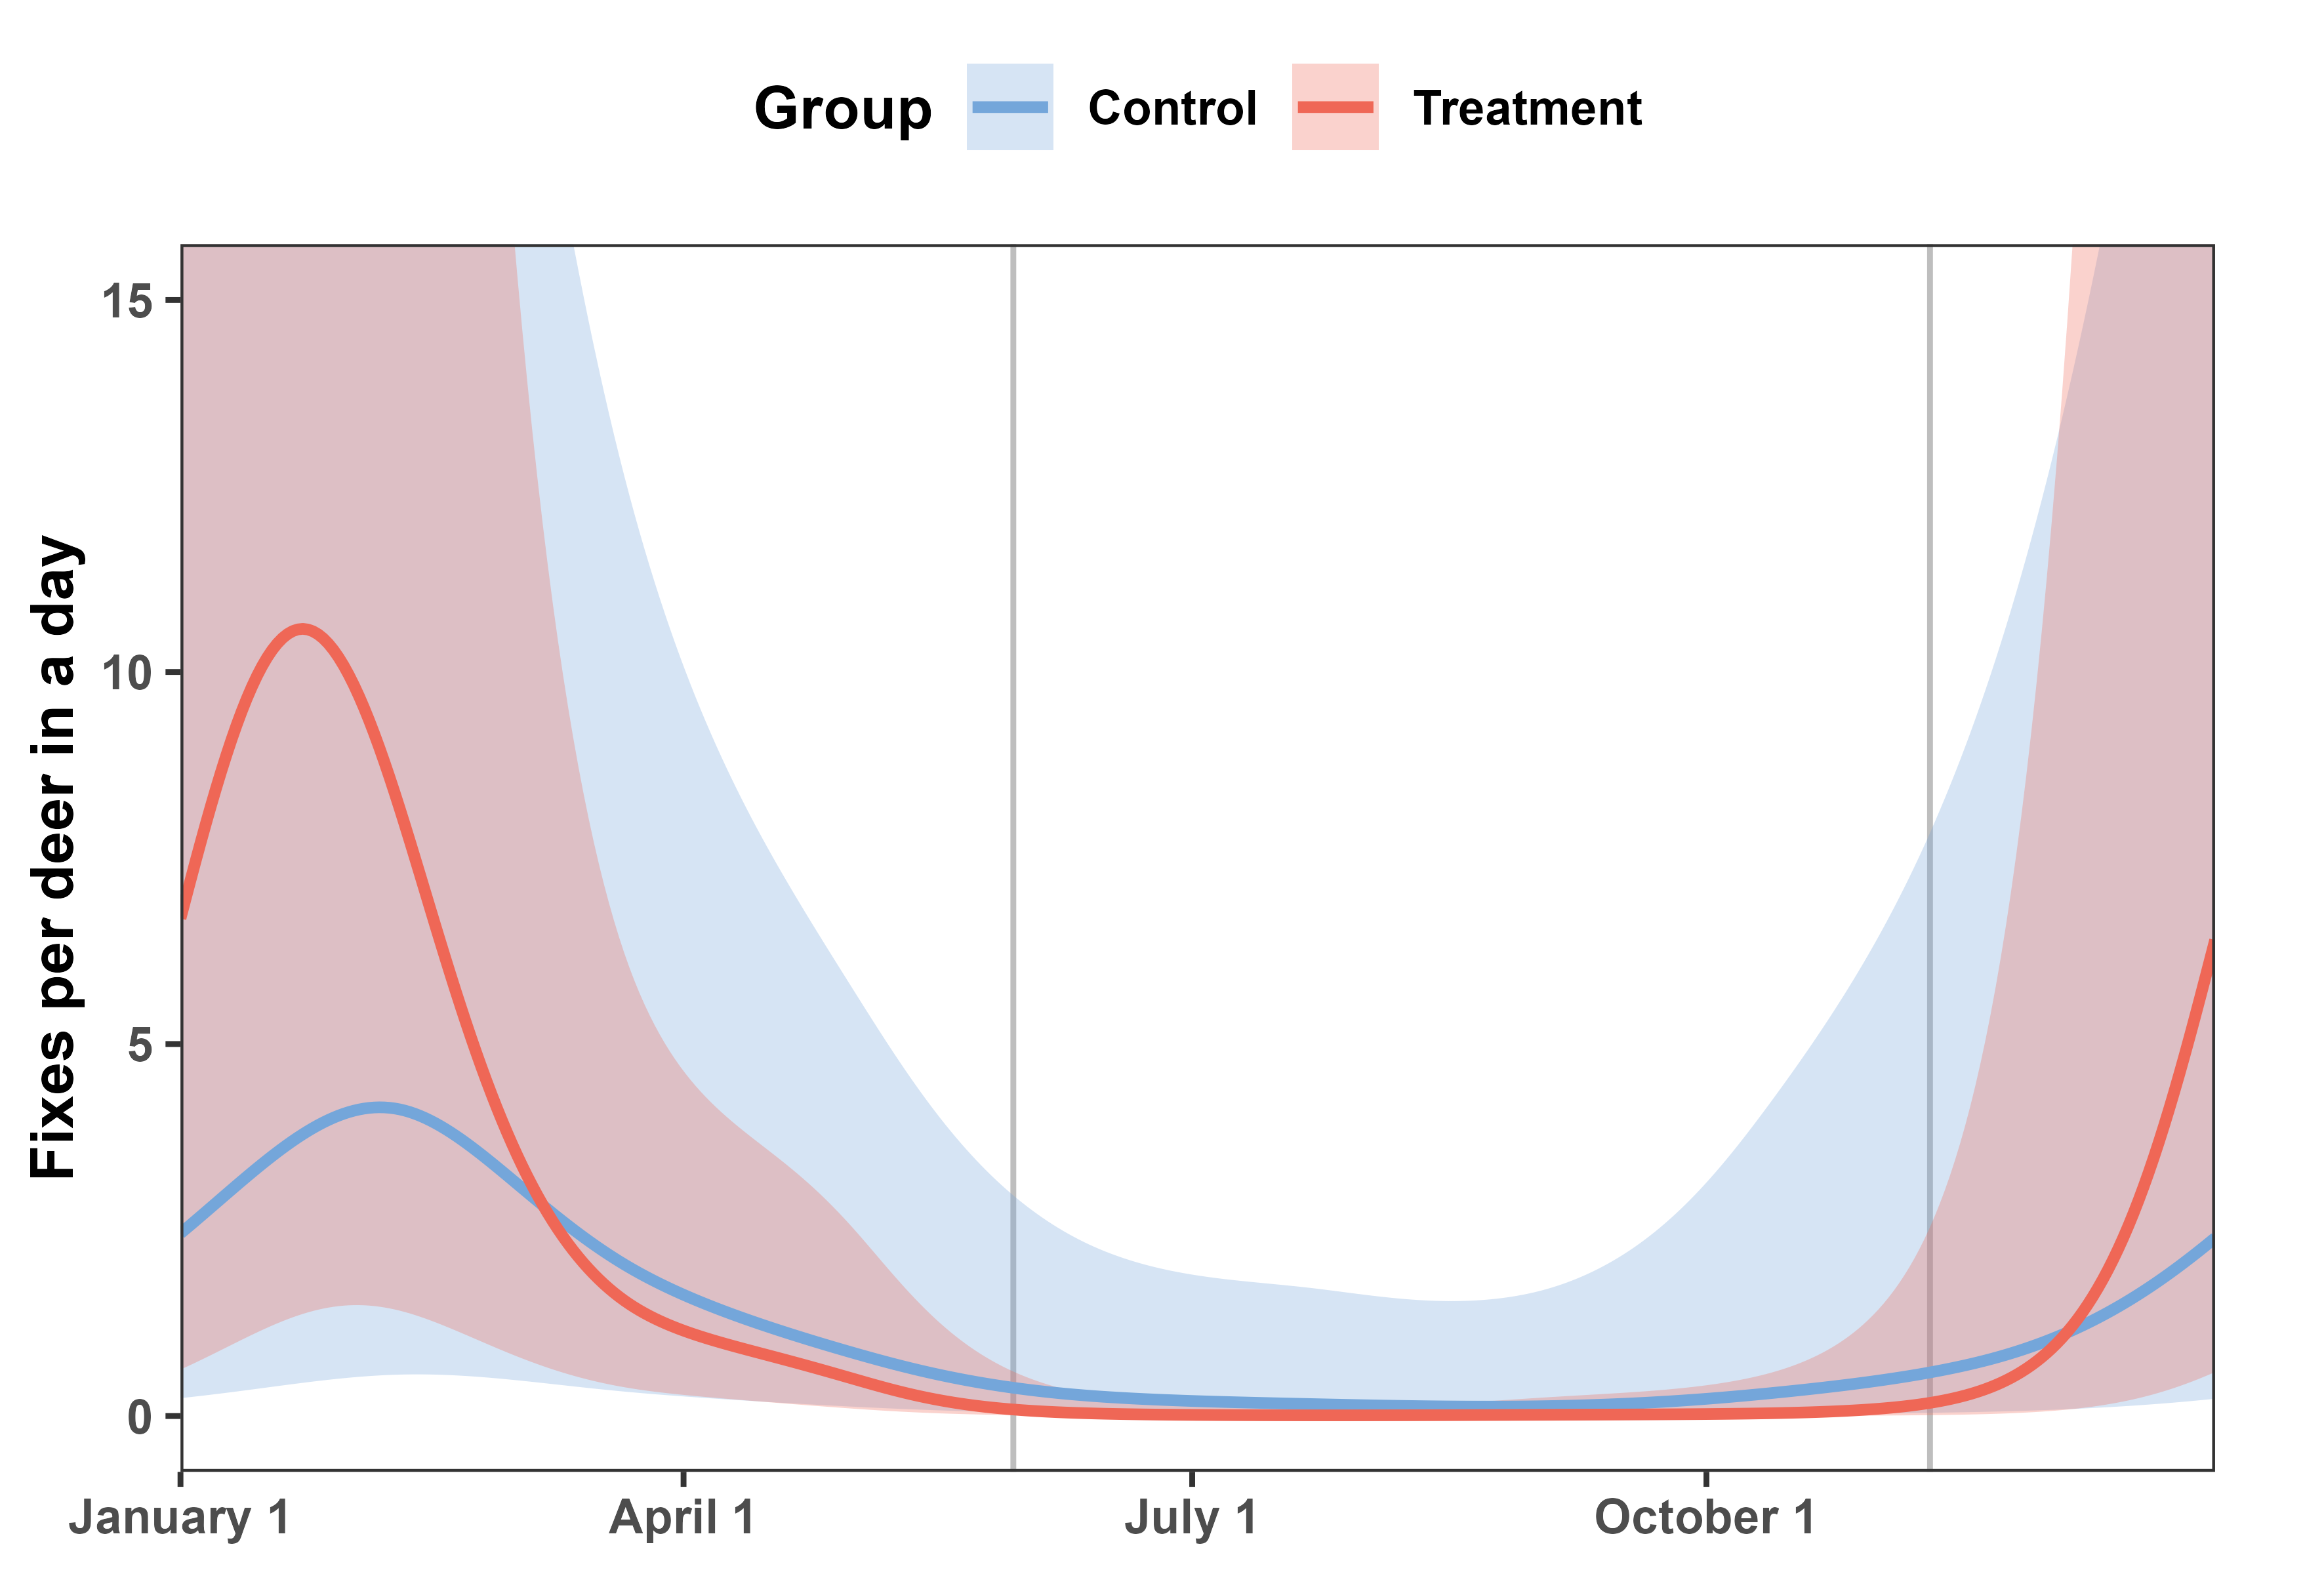 Group Control Treatment
Fixes per deer in a day
15
10
5
0
January 1 April 1 July 1 October 1